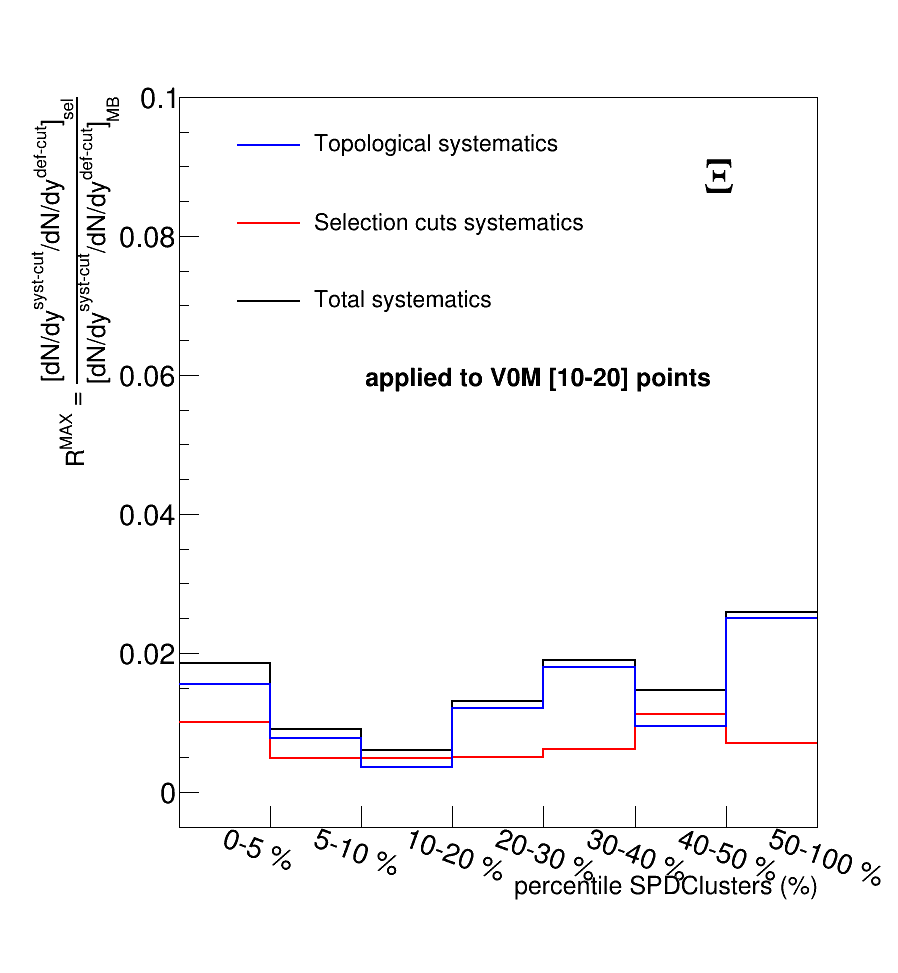 R^MAX = [dN/dy^syst-cut/dN/dy^def-cut]_sel
[dN/dy^syst-cut/dN/dy^def-cut]_MB
0.1
0.08
0.06
0.04
0.02
0
Topological systematics
Selection cuts systematics
Total systematics
Ξ
applied to V0M [10-20] points
0-5 %
5-10 %
10-20 %
20-30 %
30-40 %
40-50 %
50-100 %
percentile SPDClusters (%)